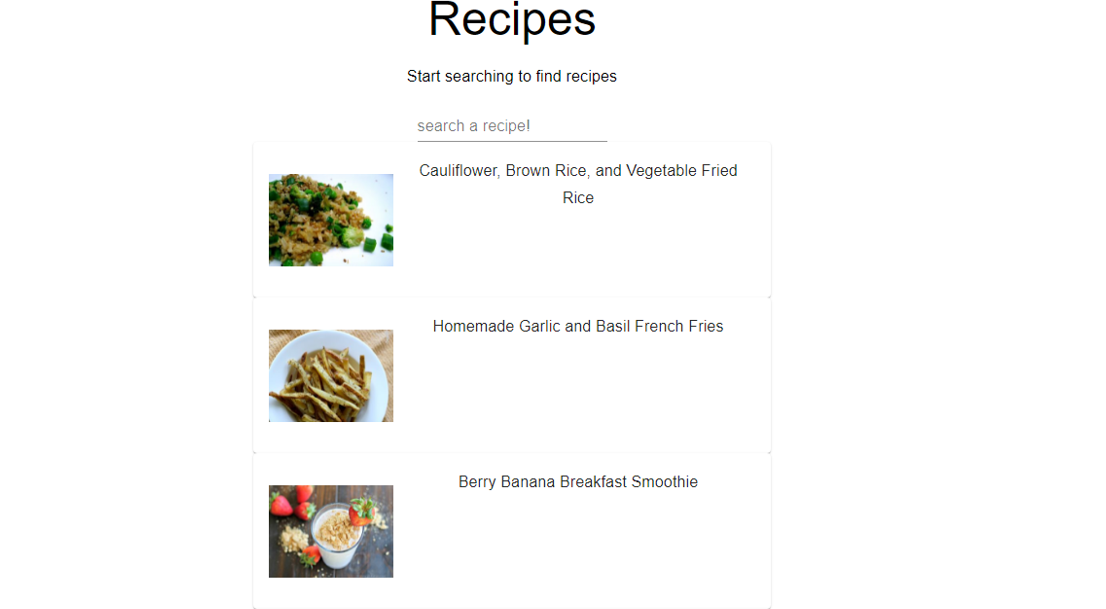 Recipes
Start searching to find recipes
search a recipe!
Cauliflower, Brown Rice, and Vegetable Fried
Rice
Homemade Garlic and Basil French Fries
Berry Banana Breakfast Smoothie